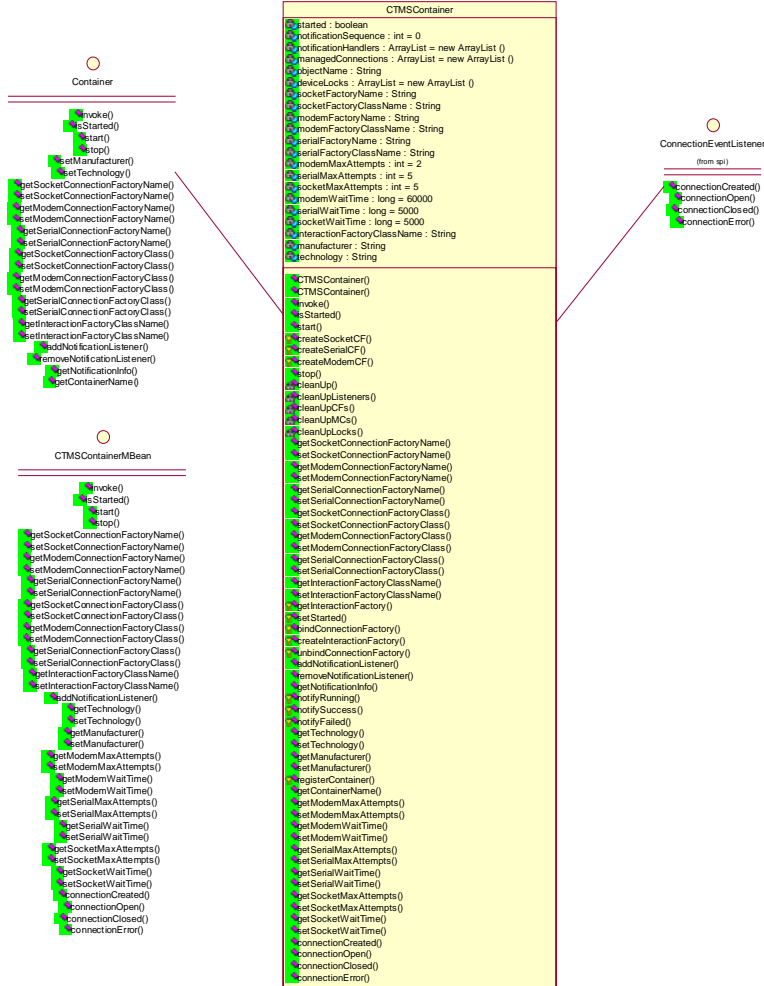 Container
invoke()
isStarted()
start()
stop()
setManufacturer()
setTechnology()
getSocketConnectionFactoryName()
setSocketConnectionFactoryName()
getModemConnectionFactoryName()
setModemConnectionFactoryName()
getSerialConnectionFactoryName()
setSerialConnectionFactoryName()
getSocketConnectionFactoryClass()
setSocketConnectionFactoryClass()
getModemConnectionFactoryClass()
setModemConnectionFactoryClass()
getSerialConnectionFactoryClass()
setSerialConnectionFactoryClass()
getInteractionFactoryClassName()
setInteractionFactoryClassName()
addNotificationListener()
removeNotificationListener()
getNotificationInfo()
getContainerName()
CTMSContainerMBean
invoke()
isStarted()
start()
stop()
getSocketConnectionFactoryName()
setSocketConnectionFactoryName()
getModemConnectionFactoryName()
setModemConnectionFactoryName()
getSerialConnectionFactoryName()
setSerialConnectionFactoryName()
getSocketConnectionFactoryClass()
setSocketConnectionFactoryClass()
getModemConnectionFactoryClass()
setModemConnectionFactoryClass()
getSerialConnectionFactoryClass()
setSerialConnectionFactoryClass()
getInteractionFactoryClassName()
setInteractionFactoryClassName()
addNotificationListener()
getTechnology()
setTechnology()
getManufacturer()
setManufacturer()
getModemMaxAttempts()
setModemMaxAttempts()
getModemWaitTime()
setModemWaitTime()
getSerialMaxAttempts()
setSerialMaxAttempts()
getSerialWaitTime()
setSerialWaitTime()
getSocketMaxAttempts()
setSocketMaxAttempts()
getSocketWaitTime()
setSocketWaitTime()
connectionCreated()
connectionOpen()
connectionClosed()
connectionError()
CTMSContainer
started : boolean
notificationSequence : int = 0
notificationHandlers : ArrayList = new ArrayList ()
managedConnections : ArrayList = new ArrayList ()
objectName : String
deviceLocks : ArrayList = new ArrayList ()
socketFactoryName : String
socketFactoryClassName : String
modemFactoryName : String
modemFactoryClassName : String
serialFactoryName : String
serialFactoryClassName : String
modemMaxAttempts : int = 2
serialMaxAttempts : int = 5
socketMaxAttempts : int = 5
modemWaitTime : long = 60000
serialWaitTime : long = 5000
socketWaitTime : long = 5000
interactionFactoryClassName : String
manufacturer : String
technology : String
CTMSContainer()
CTMSContainer()
invoke()
isStarted()
start()
createSocketCF()
createSerialCF()
createModemCF()
stop()
cleanUp()
cleanUpListeners()
cleanUpCFs()
cleanUpMCs()
cleanUpLocks()
getSocketConnectionFactoryName()
setSocketConnectionFactoryName()
getModemConnectionFactoryName()
setModemConnectionFactoryName()
getSerialConnectionFactoryName()
setSerialConnectionFactoryName()
getSocketConnectionFactoryClass()
setSocketConnectionFactoryClass()
getModemConnectionFactoryClass()
setModemConnectionFactoryClass()
getSerialConnectionFactoryClass()
setSerialConnectionFactoryClass()
getInteractionFactoryClassName()
setInteractionFactoryClassName()
getInteractionFactory()
setStarted()
bindConnectionFactory()
createInteractionFactory()
unbindConnectionFactory()
addNotificationListener()
removeNotificationListener()
getNotificationInfo()
notifyRunning()
notifySuccess()
notifyFailed()
getTechnology()
setTechnology()
getManufacturer()
setManufacturer()
registerContainer()
getContainerName()
getModemMaxAttempts()
setModemMaxAttempts()
getModemWaitTime()
setModemWaitTime()
getSerialMaxAttempts()
setSerialMaxAttempts()
getSerialWaitTime()
setSerialWaitTime()
getSocketMaxAttempts()
setSocketMaxAttempts()
getSocketWaitTime()
setSocketWaitTime()
connectionCreated()
connectionOpen()
connectionClosed()
connectionError()
ConnectionEventListener
(from spi)
connectionCreated()
connectionOpen()
connectionClosed()
connectionError()